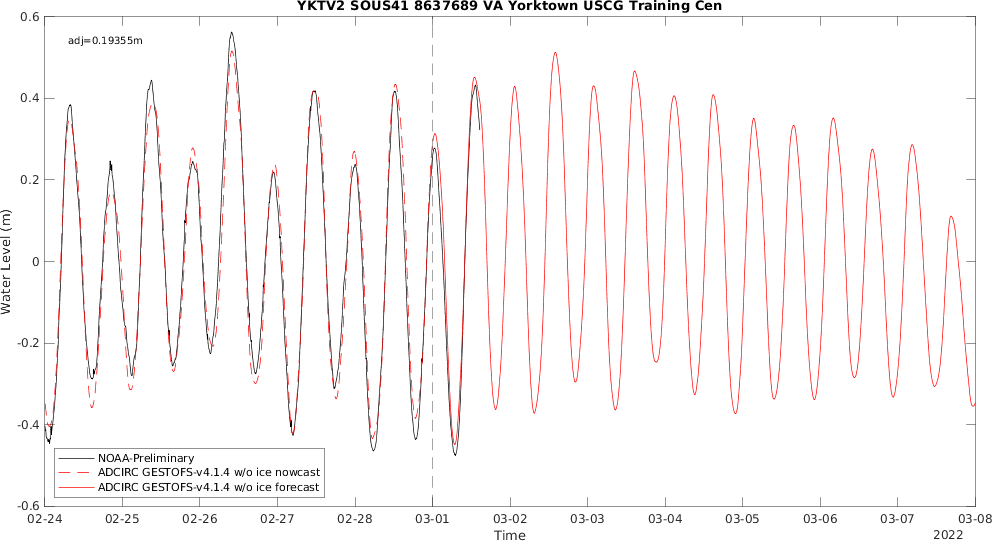 YKTV2 SOUS41 8637689 VA Yorktown USCG Training Cen
adj=0.19355m
Water Level (m)
0.6
0.4
0.2
0
-0.2
-0.4
-0.6
NOAA-Preliminary
ADCIRC GESTOFS-v4.1.4 w/o ice nowcast
ADCIRC GESTOFS-v4.1.4 w/o ice forecast
02-24 02-25 02-26 02-27 02-28 03-01 03-02 03-03 03-04 03-05 03-06 03-07 03-08
Time
2022